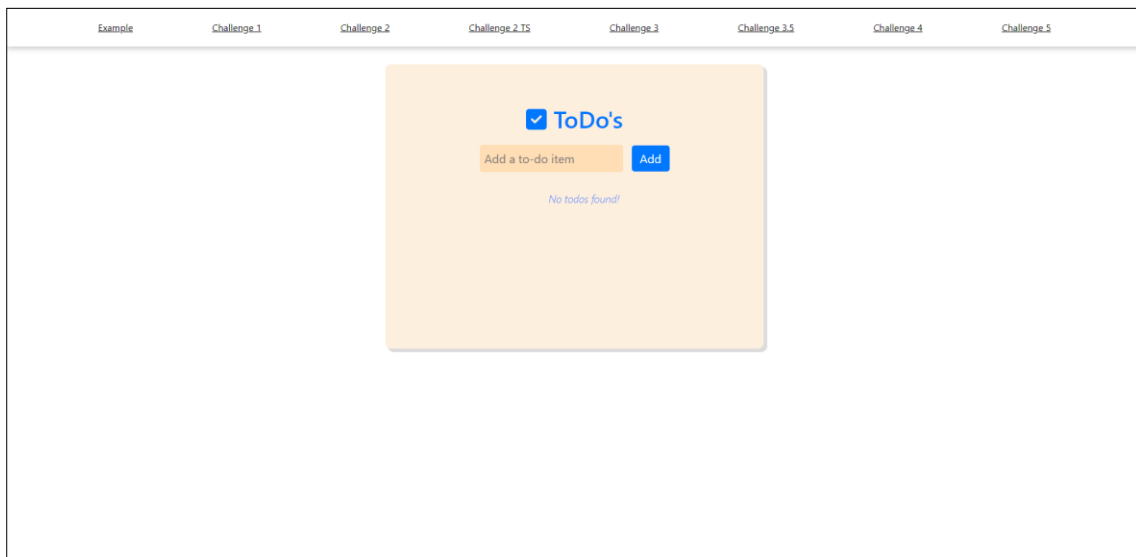 Example Challenge 1 Challenge 2 Challenge 2 TS Challenge 3 Challenge 3.5 Challenge 4 Challenge 5
ToDo's
Add a to-do item Add
No todos found!